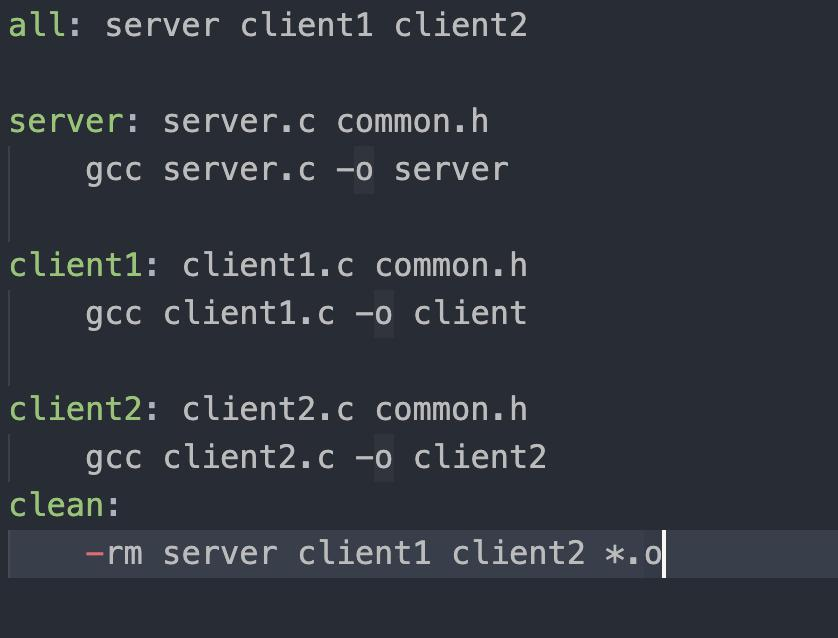 all: server client1 client2
server: server.c common.h
gcc server.c -o server
client1: client1.c common.h
gcc client1.c -o client
client2: client2.c common.h
gcc client2.c -o client2
clean:
-rm server client1 client2 *.o